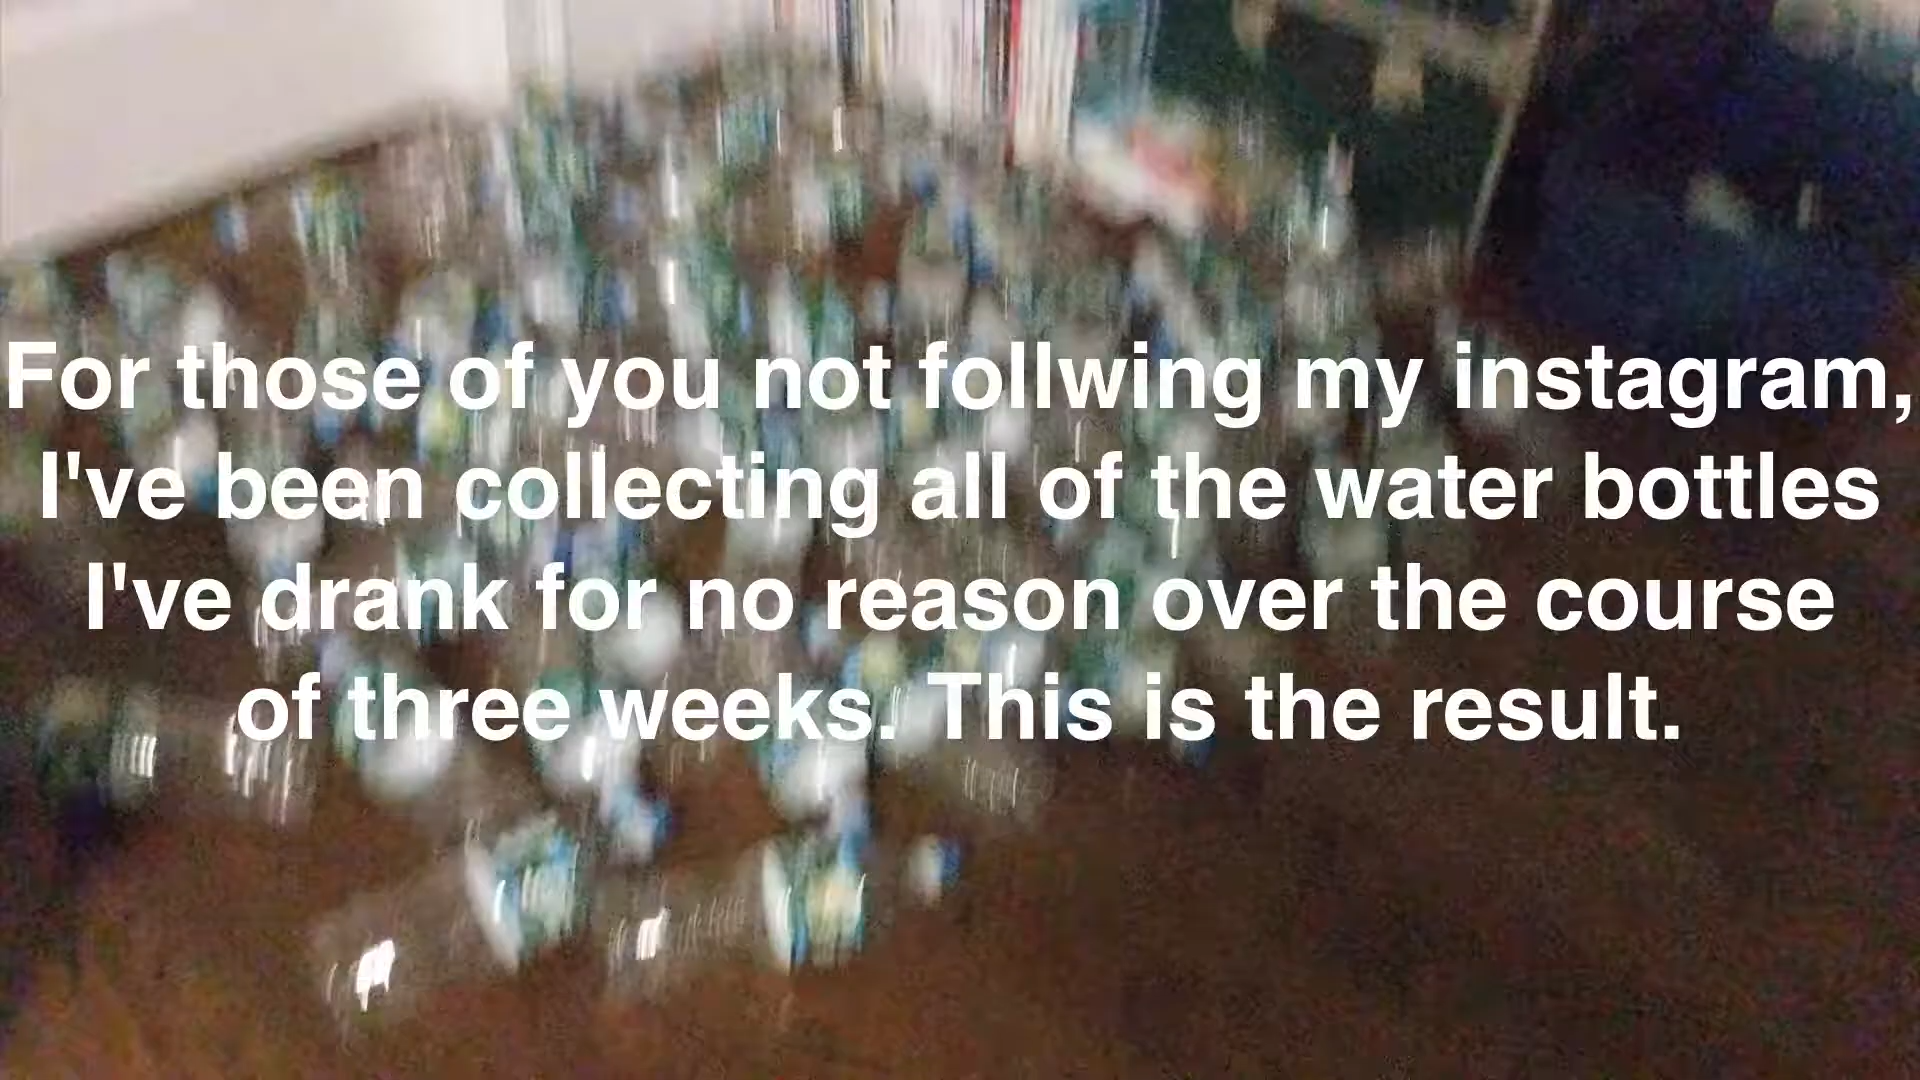 For those of you not follwing my instagram,
I've been collecting all of the water bottles
I've drank for no reason over the course
of three weeks. This is the result.